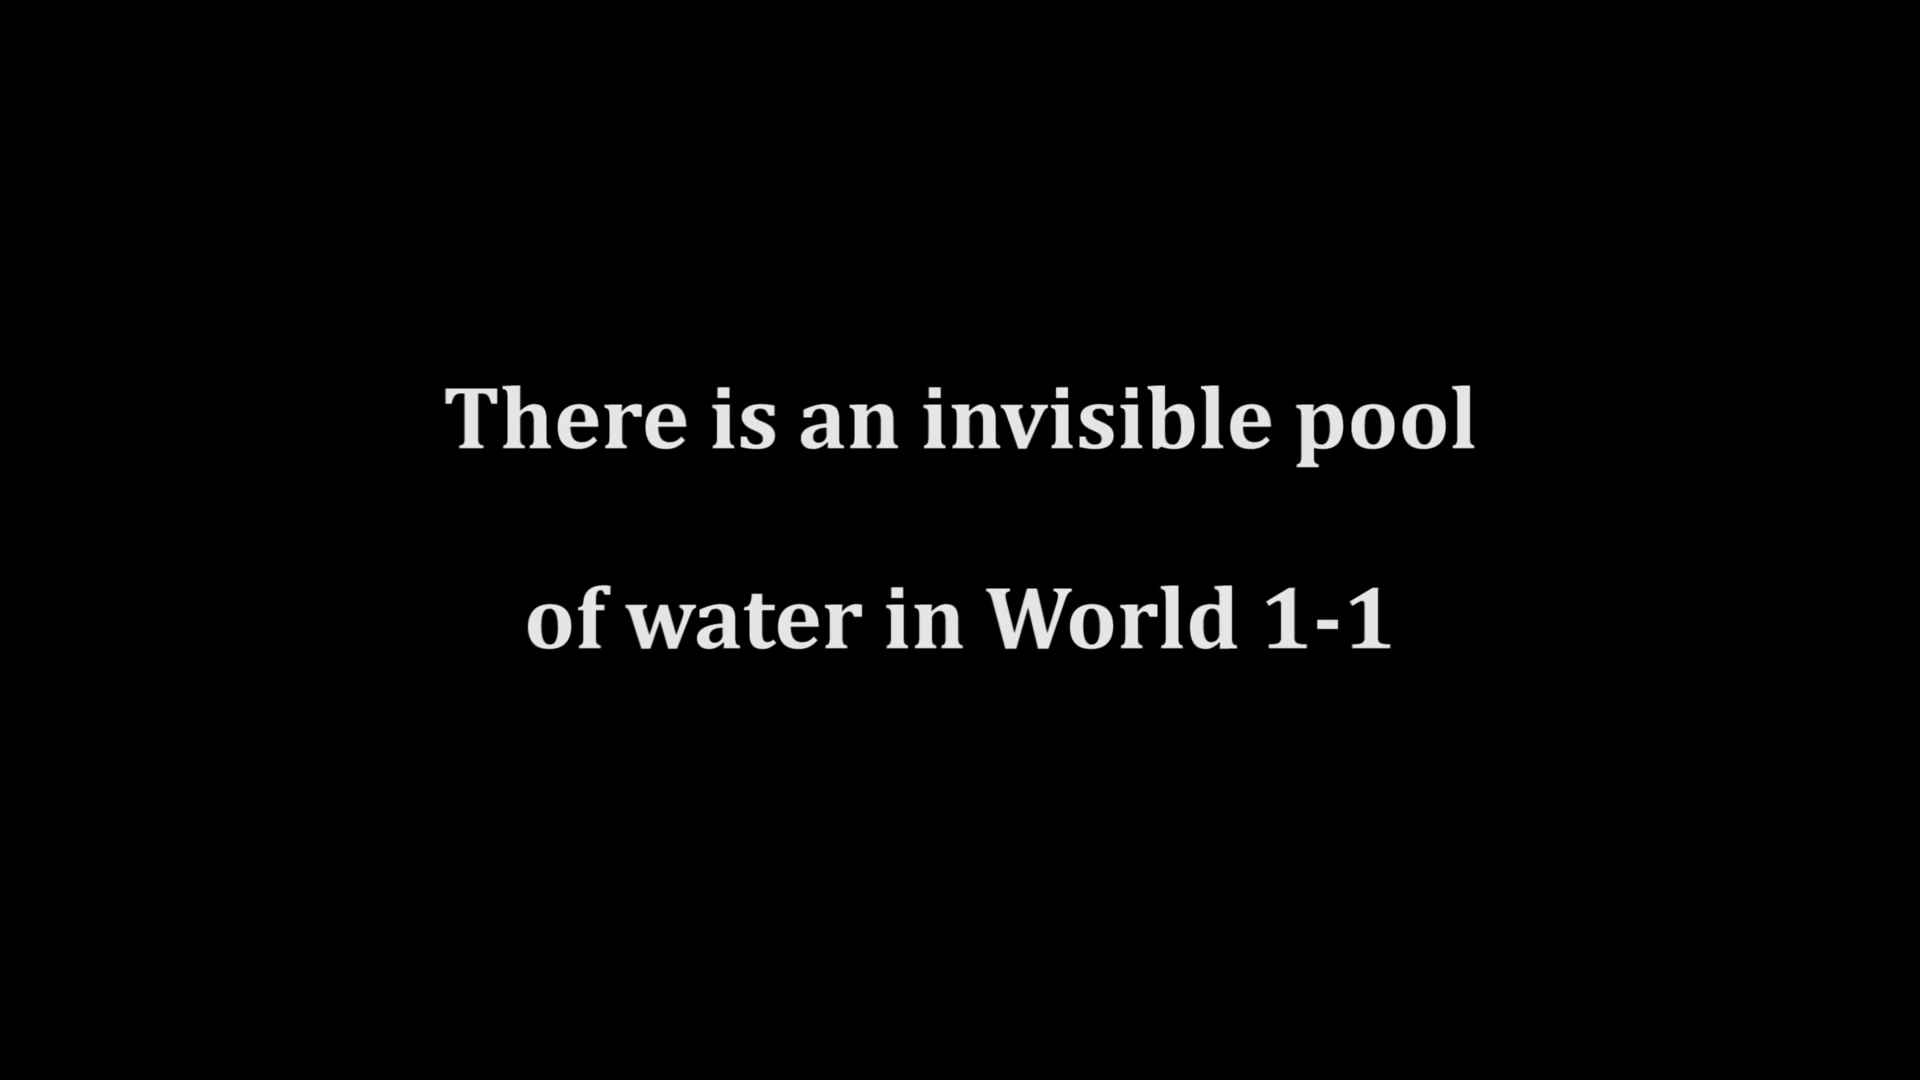 There is an invisible pool
of water in World 1-1